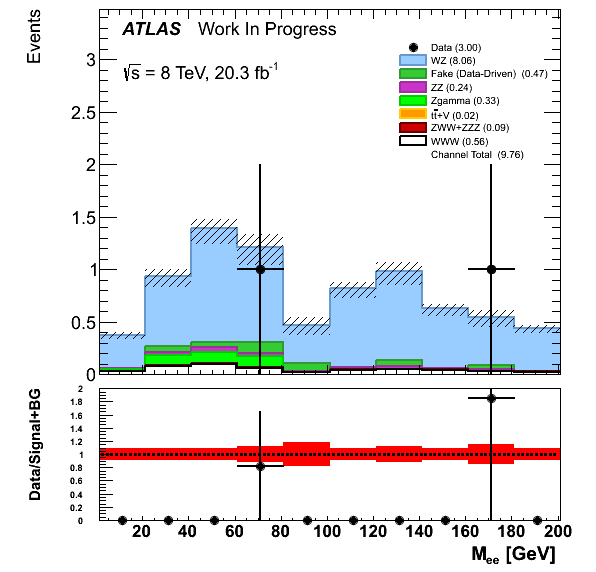 Events
ATLAS Work In Progress
√s = 8 TeV, 20.3 fb⁻¹
Data (3.00)
WZ (8.06)
Fake (Data-Driven) (0.47)
ZZ (0.24)
Zgamma (0.33)
tt̄+V (0.02)
ZWW+ZZZ (0.09)
WWW (0.56)
Channel Total (9.76)
3
2.5
2
1.5
1
0.5
0
Data/Signal+BG
2
1.8
1.6
1.4
1.2
1
0.8
0.6
0.4
0.2
0
20 40 60 80 100 120 140 160 180 200
M_ee [GeV]